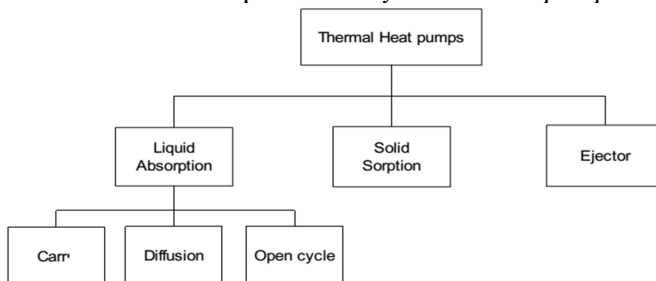 Thermal Heat pumps
Liquid
Absorption
Solid
Sorption
Ejector
Diffusion
Open cycle